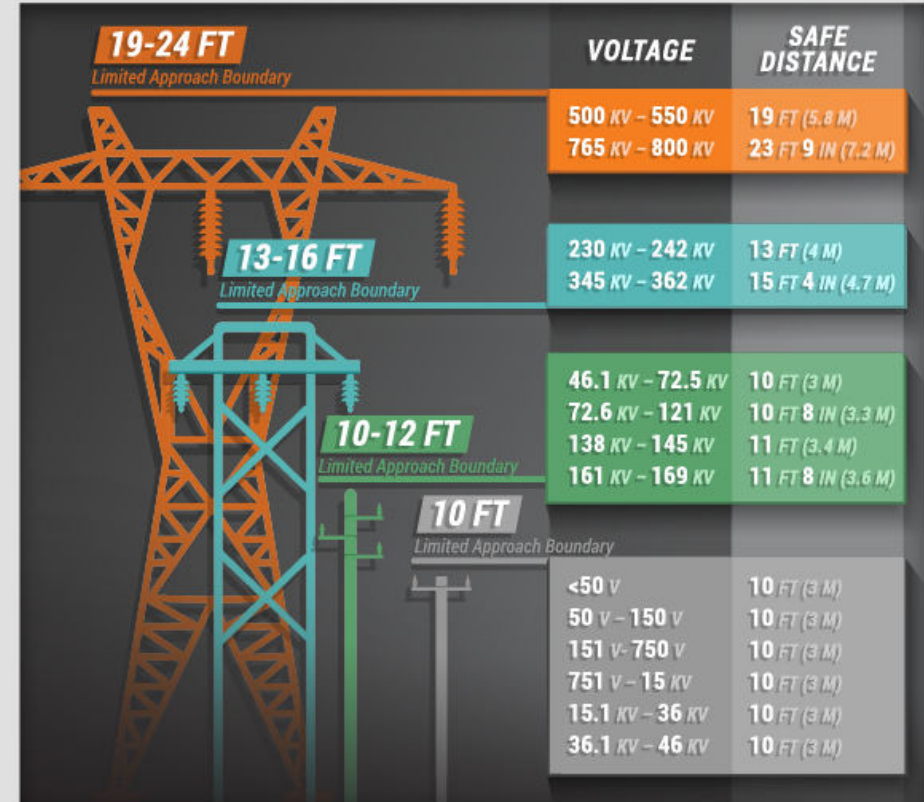 19-24 FT
Limited Approach Boundary
VOLTAGE
SAFE
DISTANCE
500 KV – 550 KV 19 FT (5.8 M)
765 KV – 800 KV 23 FT 9 IN (7.2 M)
13-16 FT
Limited Approach Boundary
230 KV – 242 KV 13 FT (4 M)
345 KV – 362 KV 15 FT 4 IN (4.7 M)
10-12 FT
Limited Approach Boundary
46.1 KV – 72.5 KV 10 FT (3 M)
72.6 KV – 121 KV 10 FT 8 IN (3.3 M)
138 KV – 145 KV 11 FT (3.4 M)
161 KV – 169 KV 11 FT 8 IN (3.6 M)
10 FT
Limited Approach Boundary
<50 V 10 FT (3 M)
50 V – 150 V 10 FT (3 M)
151 V- 750 V 10 FT (3 M)
751 V – 15 KV 10 FT (3 M)
15.1 KV – 36 KV 10 FT (3 M)
36.1 KV – 46 KV 10 FT (3 M)